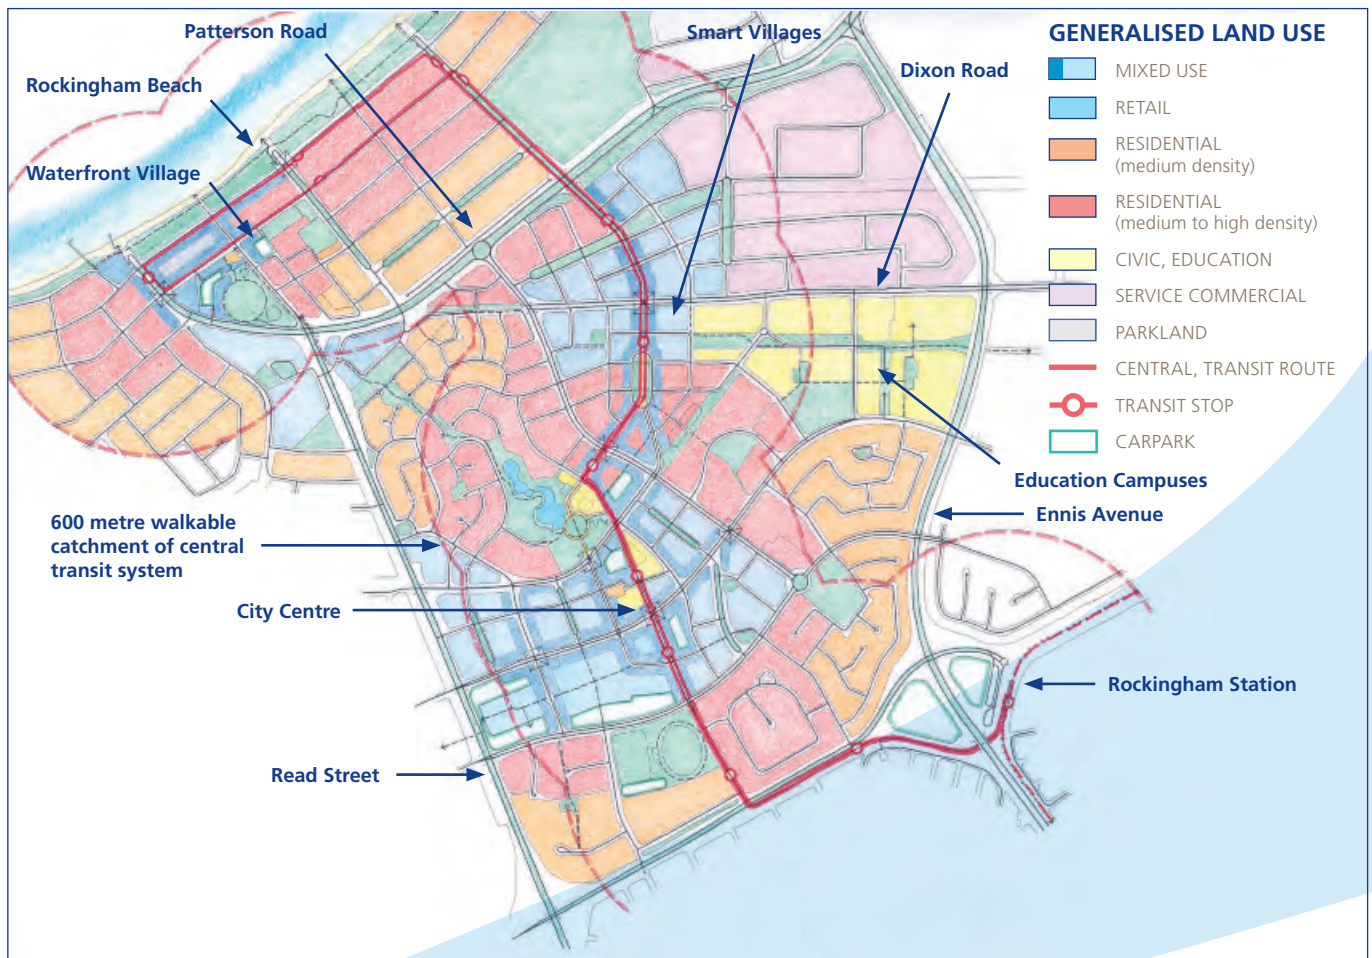 Patterson Road
Smart Villages
GENERALISED LAND USE
Rockingham Beach
Dixon Road
MIXED USE
RETAIL
RESIDENTIAL
(medium density)
Waterfront Village
RESIDENTIAL
(medium to high density)
CIVIC, EDUCATION
SERVICE COMMERCIAL
PARKLAND
CENTRAL, TRANSIT ROUTE
TRANSIT STOP
CARPARK
Education Campuses
Ennis Avenue
600 metre walkable
catchment of central
transit system
City Centre
Rockingham Station
Read Street